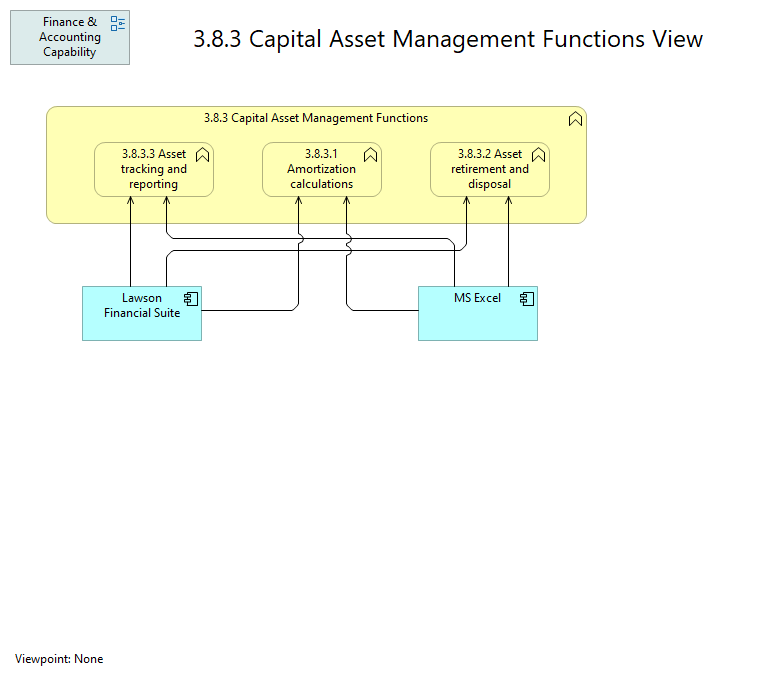 Finance &
Accounting
Capability
3.8.3 Capital Asset Management Functions View
3.8.3 Capital Asset Management Functions
3.8.3.3 Asset
tracking and
reporting
3.8.3.1
Amortization
calculations
3.8.3.2 Asset
retirement and
disposal
Lawson
Financial Suite
MS Excel
Viewpoint: None